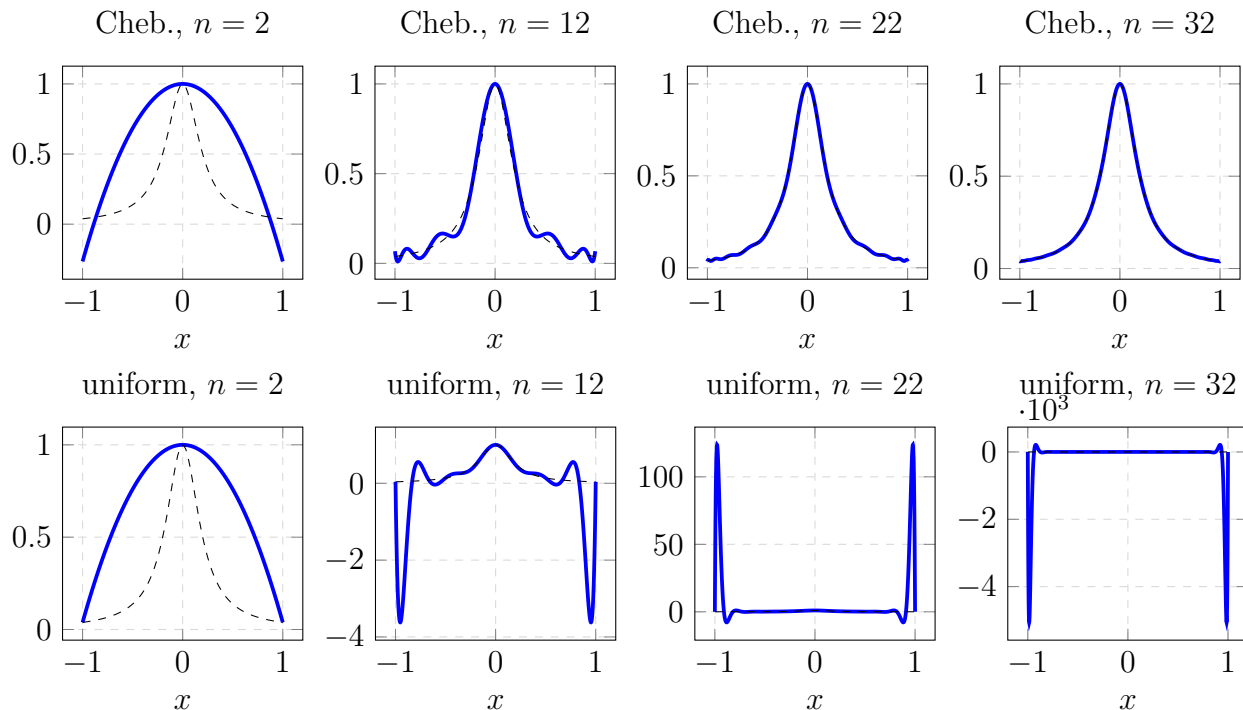 Cheb., n = 2
Cheb., n = 12
Cheb., n = 22
Cheb., n = 32
1
0.5
0
−1 0 1
x
1
0.5
0
−1 0 1
x
1
0.5
0
−1 0 1
x
1
0.5
0
−1 0 1
x
uniform, n = 2
uniform, n = 12
uniform, n = 22
uniform, n = 32
1
0.5
0
−1 0 1
x
0
−2
−4
−1 0 1
x
100
50
0
−1 0 1
x
·10³
0
−2
−4
−1 0 1
x